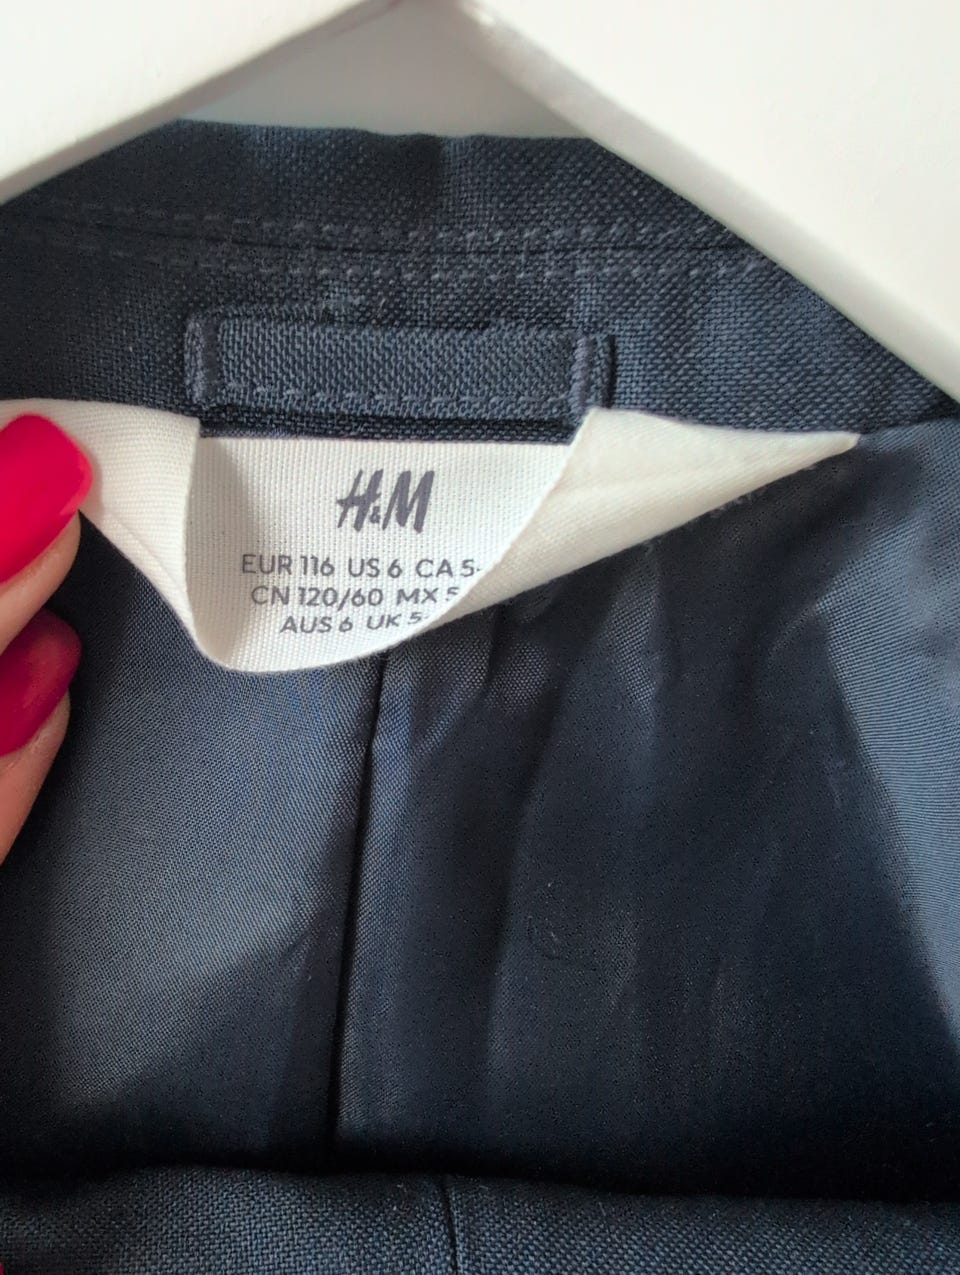 H&M
EUR 116 US 6 CA 5-
CN 120/60 MX 5
AUS 6 UK 5-